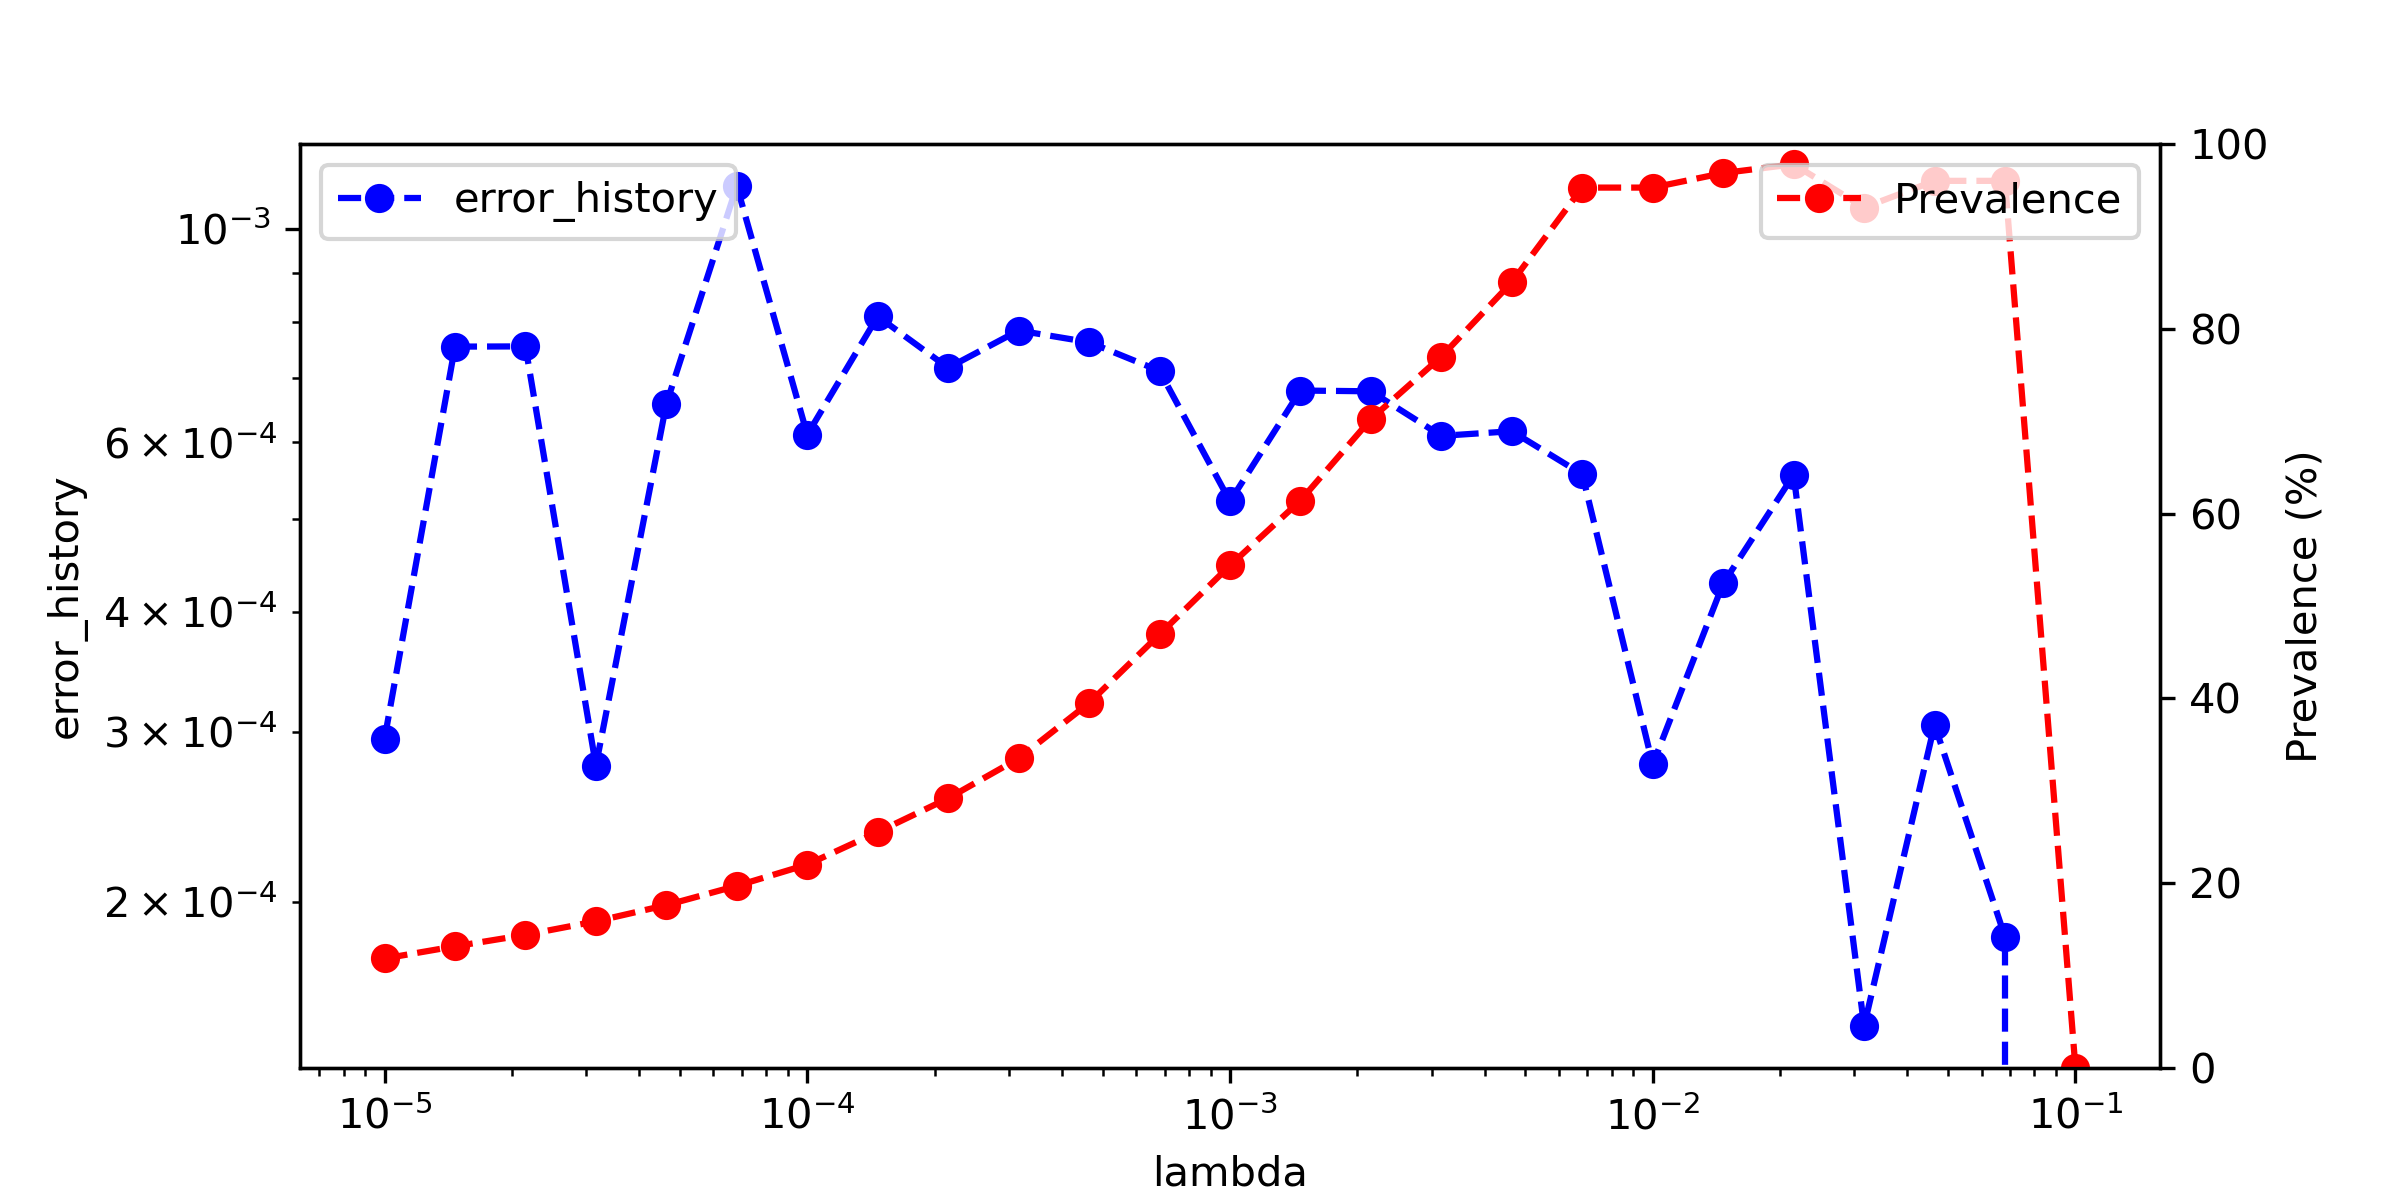 error_history
Prevalence
10⁻³
6 × 10⁻⁴
4 × 10⁻⁴
3 × 10⁻⁴
2 × 10⁻⁴
error_history
100
80
60
40
20
0
Prevalence (%)
10⁻⁵
10⁻⁴
10⁻³
10⁻²
10⁻¹
lambda